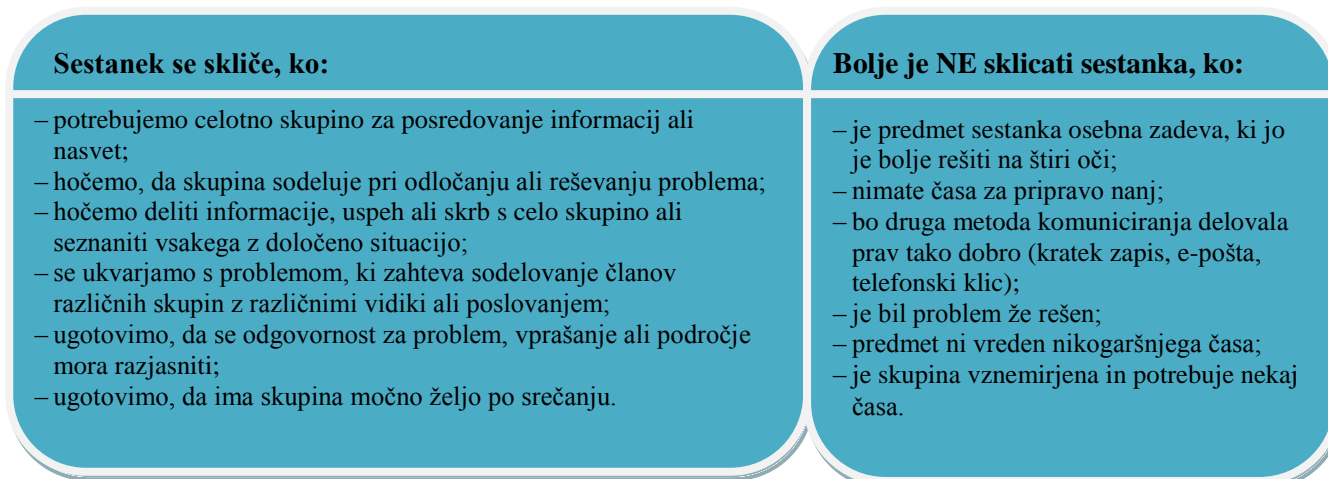 Sestanek se skliče, ko:
– potrebujemo celotno skupino za posredovanje informacij ali
nasvet;
– hočemo, da skupina sodeluje pri odločanju ali reševanju problema;
– hočemo deliti informacije, uspeh ali skrb s celo skupino ali
seznaniti vsakega z določeno situacijo;
– se ukvarjamo s problemom, ki zahteva sodelovanje članov
različnih skupin z različnimi vidiki ali poslovanjem;
– ugotovimo, da se odgovornost za problem, vprašanje ali področje
mora razjasniti;
– ugotovimo, da ima skupina močno željo po srečanju.
Bolje je NE sklicati sestanka, ko:
– je predmet sestanka osebna zadeva, ki jo
je bolje rešiti na štiri oči;
– nimate časa za pripravo nanj;
– bo druga metoda komuniciranja delovala
prav tako dobro (kratek zapis, e-pošta,
telefonski klic);
– je bil problem že rešen;
– predmet ni vreden nikogaršnjega časa;
– je skupina vznemirjena in potrebuje nekaj
časa.